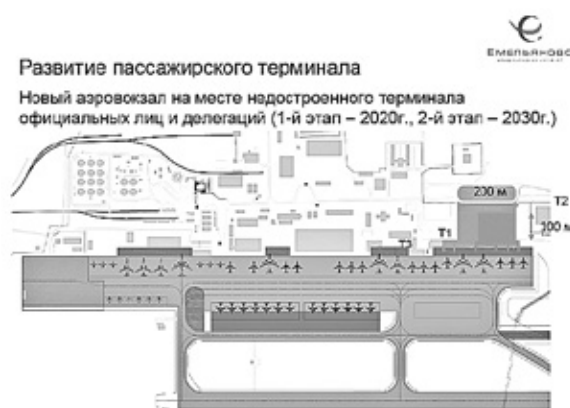 Емельяново
Развитие пассажирского терминала
Новый аэровокзал на месте недостроенного терминала
официальных лиц и делегаций (1-й этап – 2020г., 2-й этап – 2030г.)
200 м
T2
T1
100 м